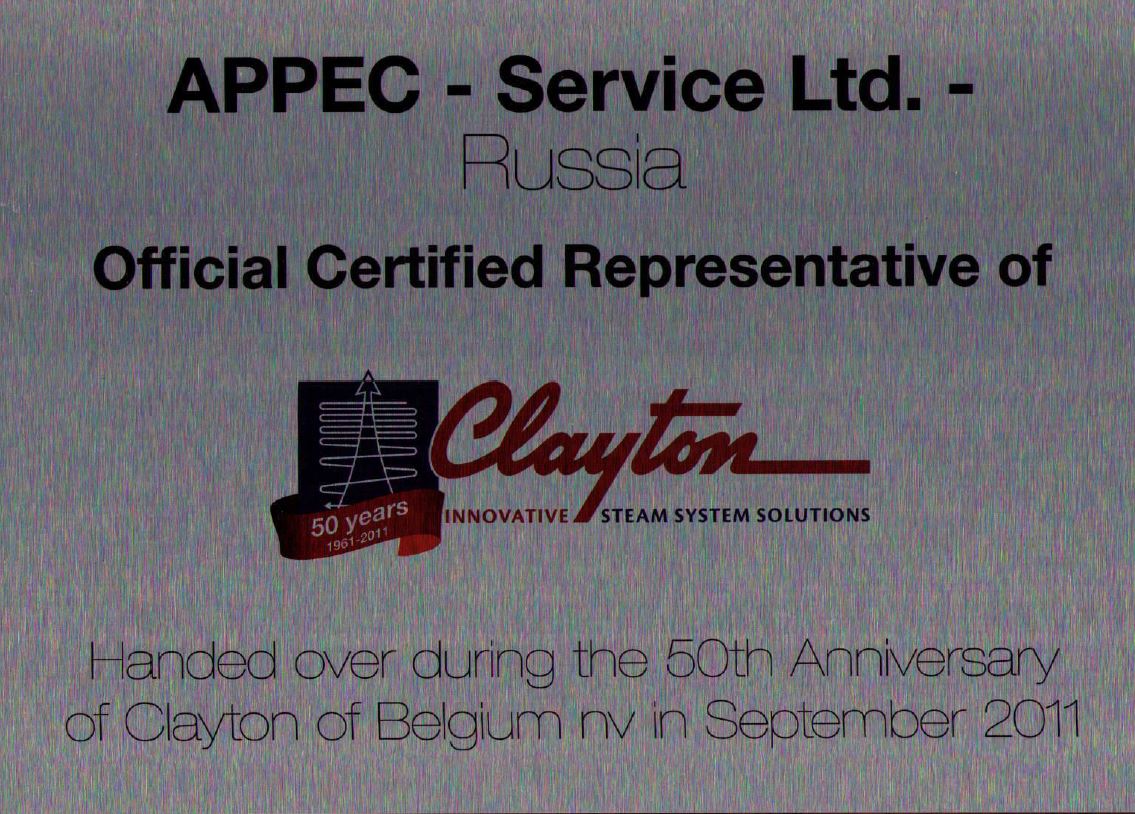 APPEC - Service Ltd. -
Russia
Official Certified Representative of
Clayton
INNOVATIVE STEAM SYSTEM SOLUTIONS
50 years
1961-2011
Handed over during the 50th Anniversary
of Clayton of Belgium nv in September 2011